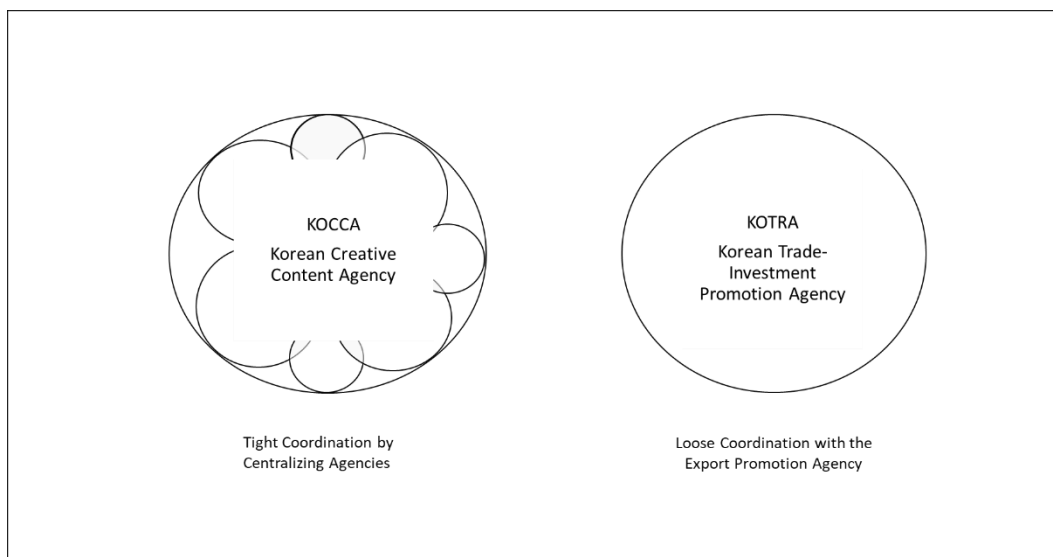 KOCCA
Korean Creative
Content Agency
KOTRA
Korean Trade-
Investment
Promotion Agency
Tight Coordination by
Centralizing Agencies
Loose Coordination with the
Export Promotion Agency